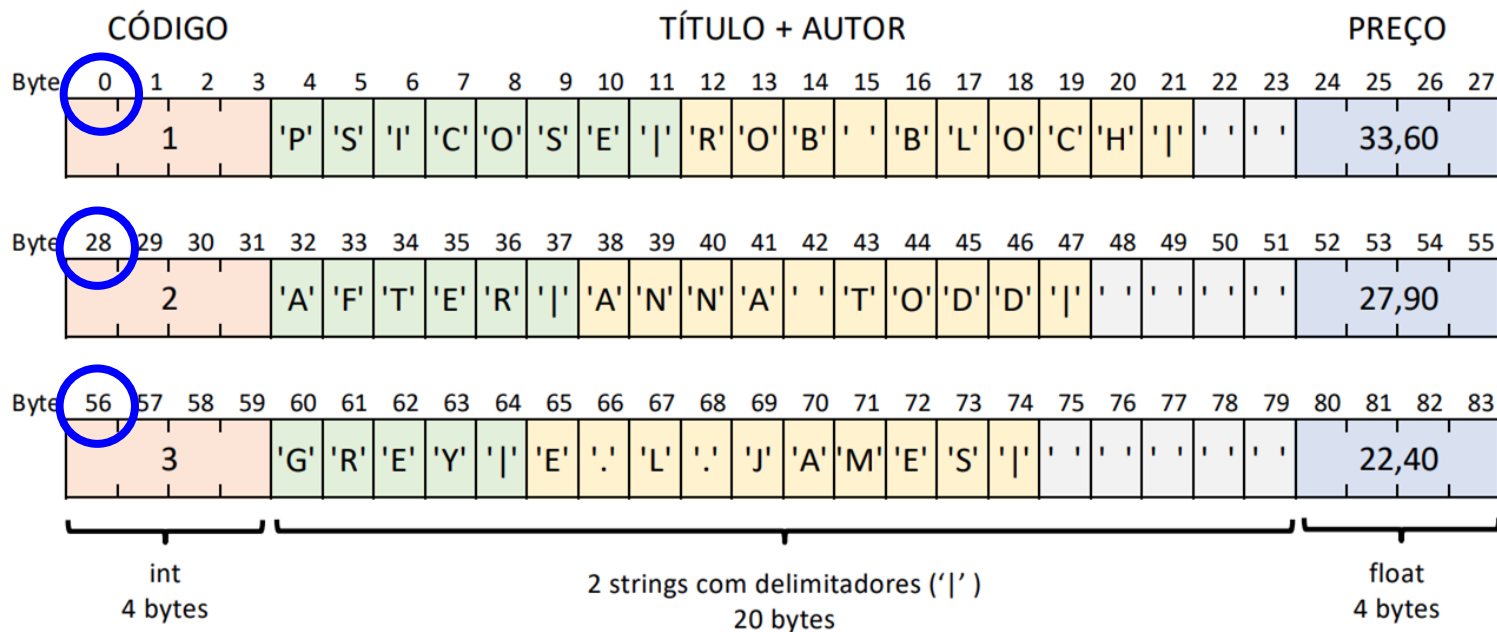 CÓDIGO TÍTULO + AUTOR PREÇO
Byte 0 1 2 3 4 5 6 7 8 9 10 11 12 13 14 15 16 17 18 19 20 21 22 23 24 25 26 27
1 'P' 'S' 'I' 'C' 'O' 'S' 'E' '|' 'R' 'O' 'B' ' ' 'B' 'L' 'O' 'C' 'H' '|' ' ' ' ' 33,60
Byte 28 29 30 31 32 33 34 35 36 37 38 39 40 41 42 43 44 45 46 47 48 49 50 51 52 53 54 55
2 'A' 'F' 'T' 'E' 'R' '|' 'A' 'N' 'N' 'A' ' ' 'T' 'O' 'D' 'D' '|' ' ' ' ' ' ' ' ' 27,90
Byte 56 57 58 59 60 61 62 63 64 65 66 67 68 69 70 71 72 73 74 75 76 77 78 79 80 81 82 83
3 'G' 'R' 'E' 'Y' '|' 'E' '.' 'L' '.' 'J' 'A' 'M' 'E' 'S' '|' ' ' ' ' ' ' ' ' ' ' 22,40
int 2 strings com delimitadores ('|' ) float
4 bytes 20 bytes 4 bytes